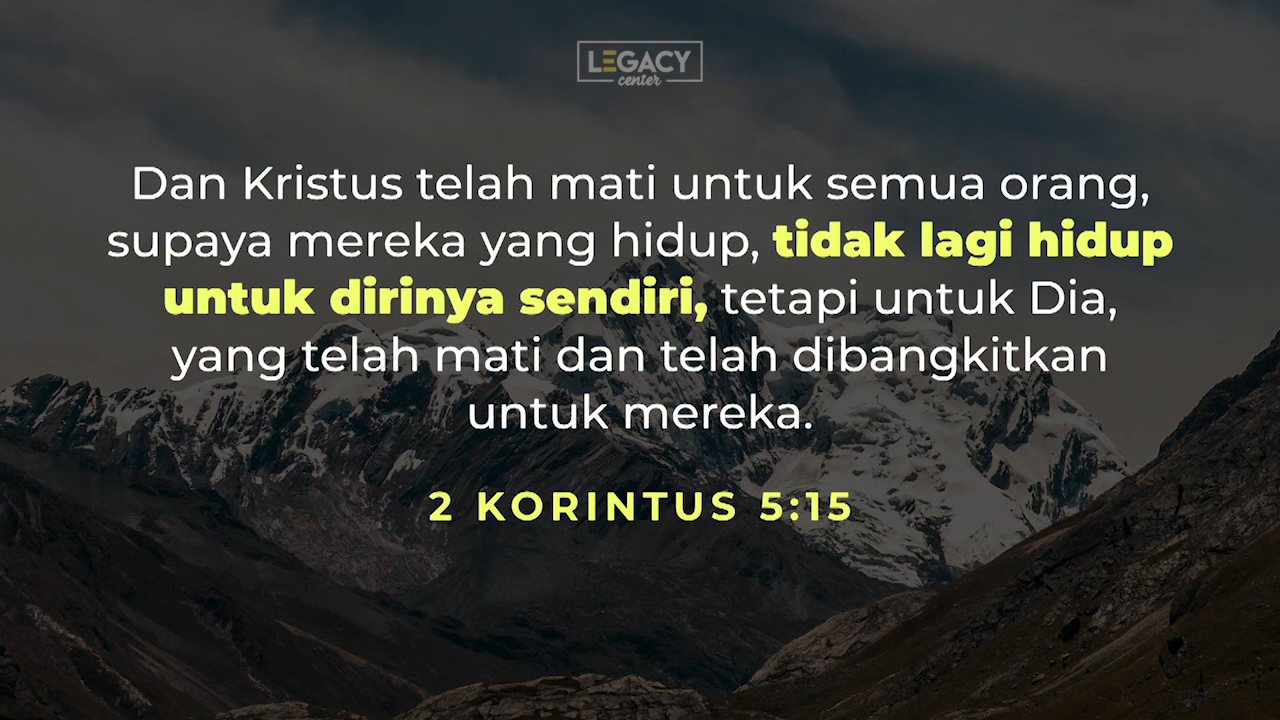 LEGACY
center
Dan Kristus telah mati untuk semua orang,
supaya mereka yang hidup, tidak lagi hidup
untuk dirinya sendiri, tetapi untuk Dia,
yang telah mati dan telah dibangkitkan
untuk mereka.
2 KORINTUS 5:15